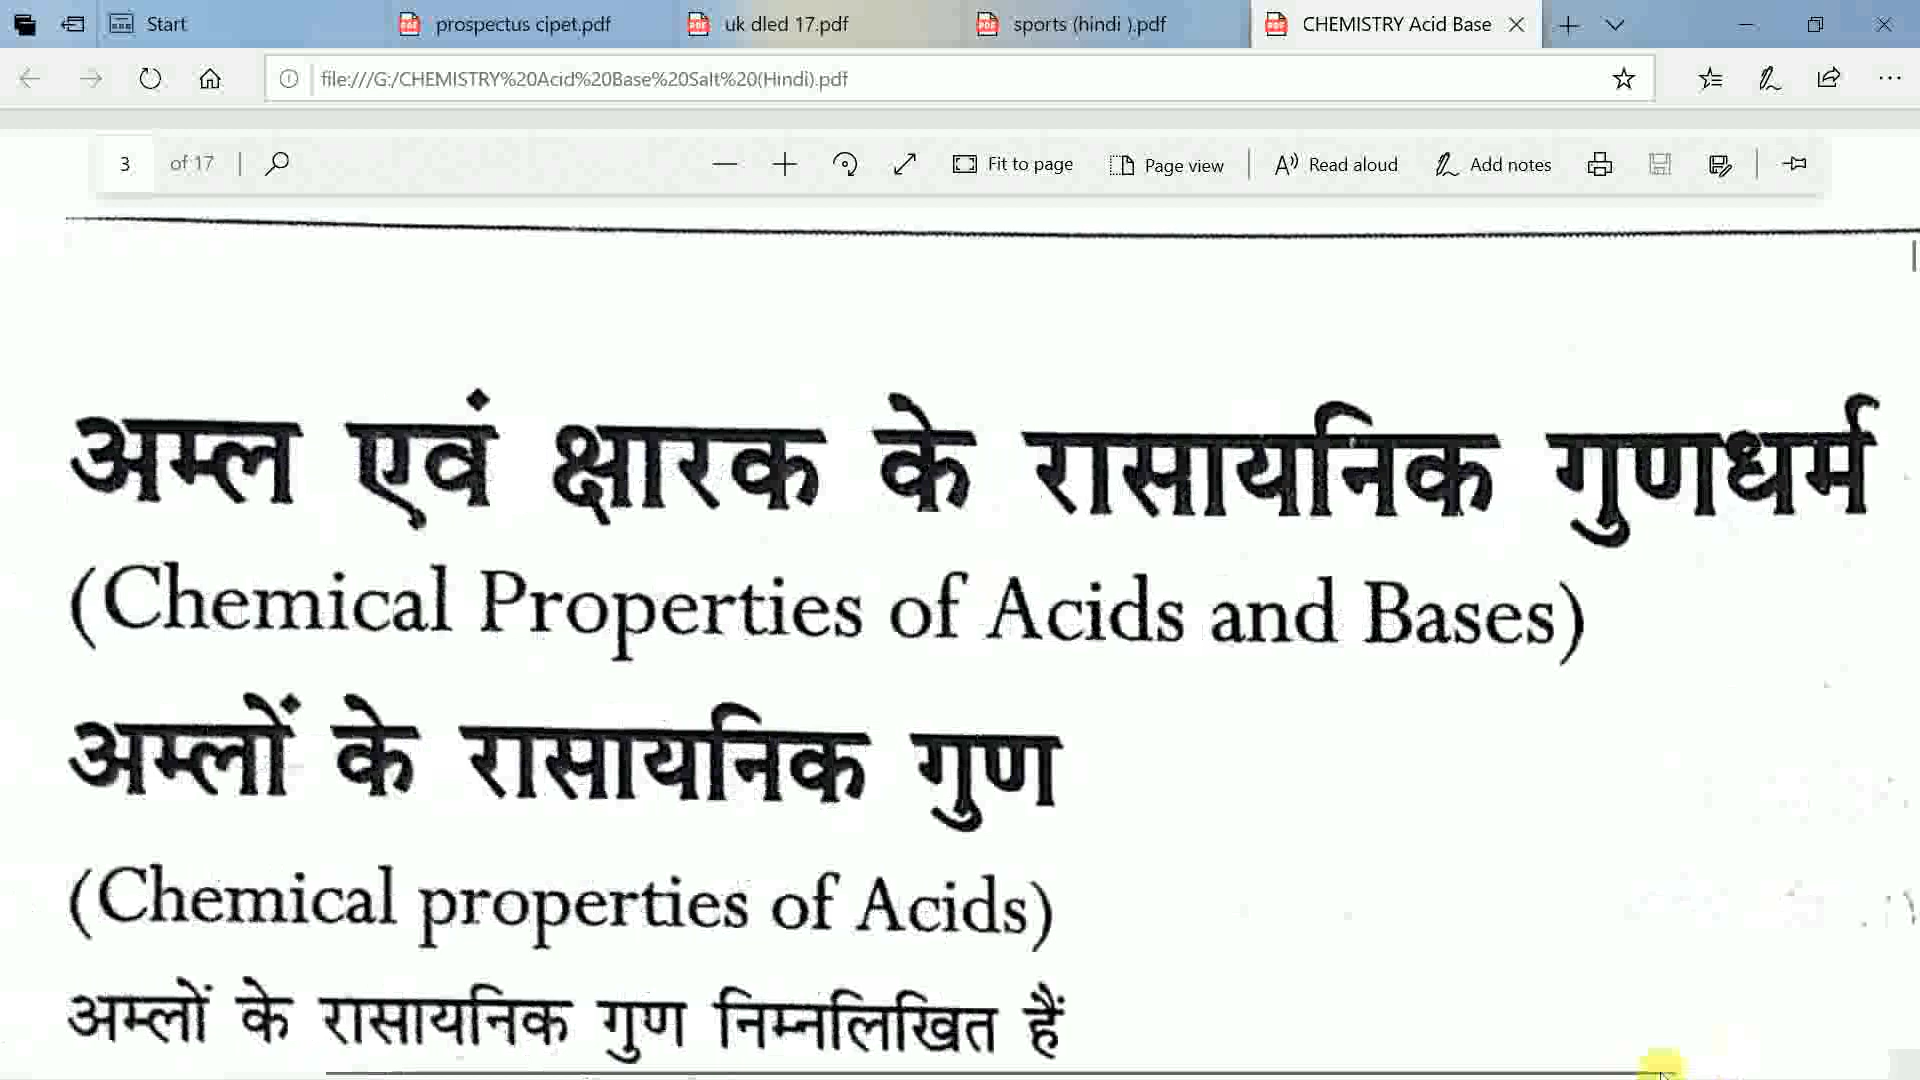 Start
prospectus cipet.pdf
uk dled 17.pdf
sports (hindi ).pdf
CHEMISTRY Acid Base
file:///G:/CHEMISTRY%20Acid%20Base%20Salt%20(Hindi).pdf
3 of 17 Fit to page Page view Read aloud Add notes
अम्ल एवं क्षारक के रासायनिक गुणधर्म
(Chemical Properties of Acids and Bases)
अम्लों के रासायनिक गुण
(Chemical properties of Acids)
अम्लों के रासायनिक गुण निम्नलिखित हैं